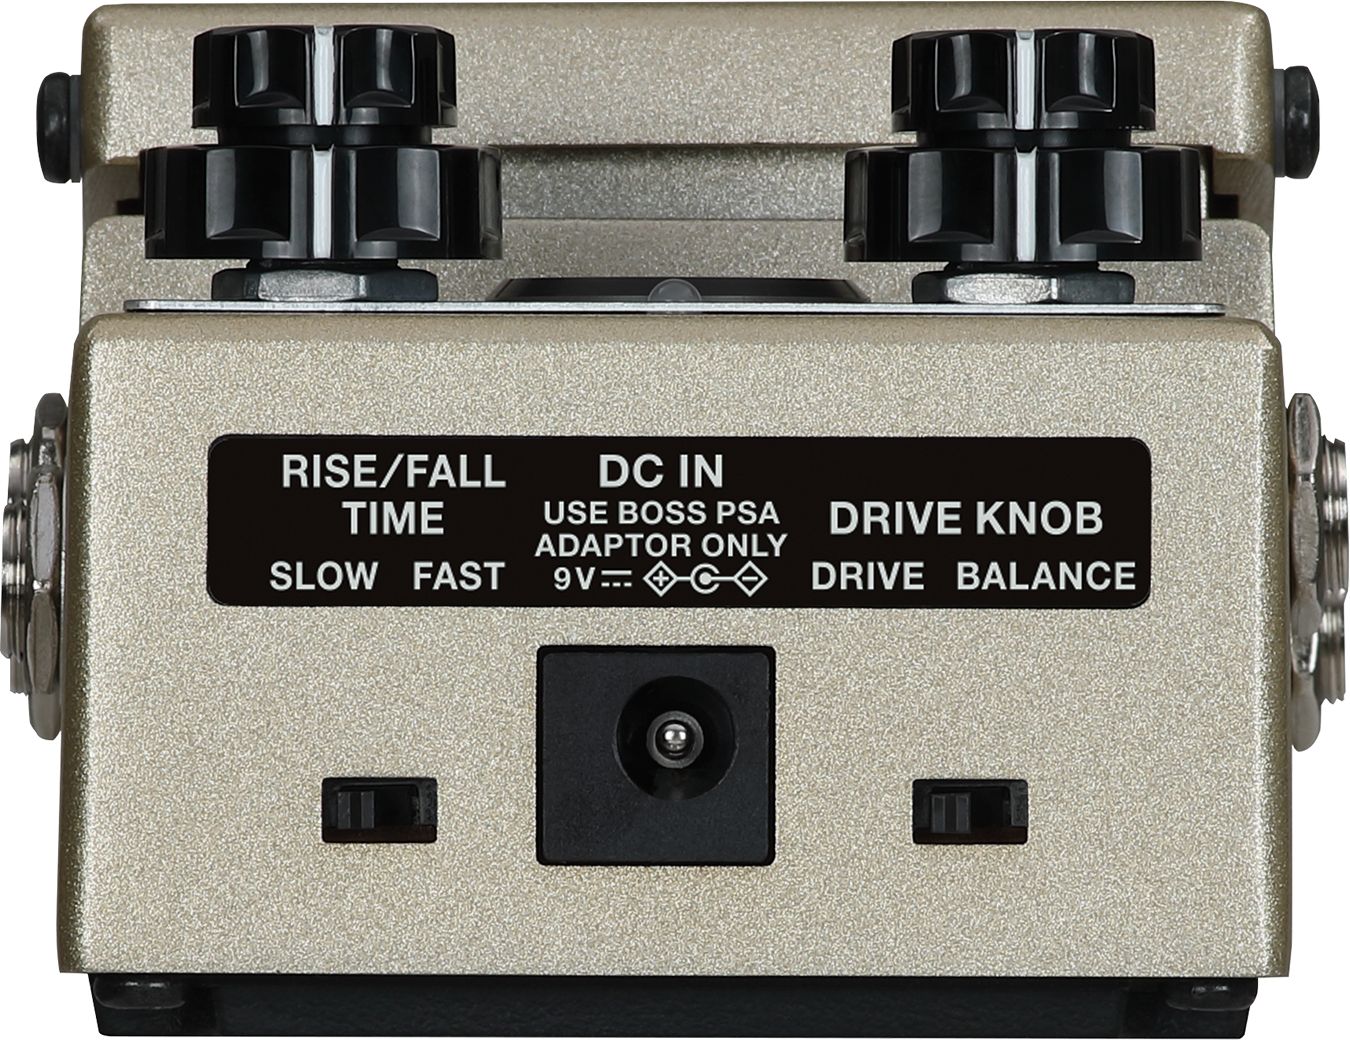 RISE/FALL
TIME
SLOW FAST
DC IN
USE BOSS PSA
ADAPTOR ONLY
9V
DRIVE KNOB
DRIVE BALANCE